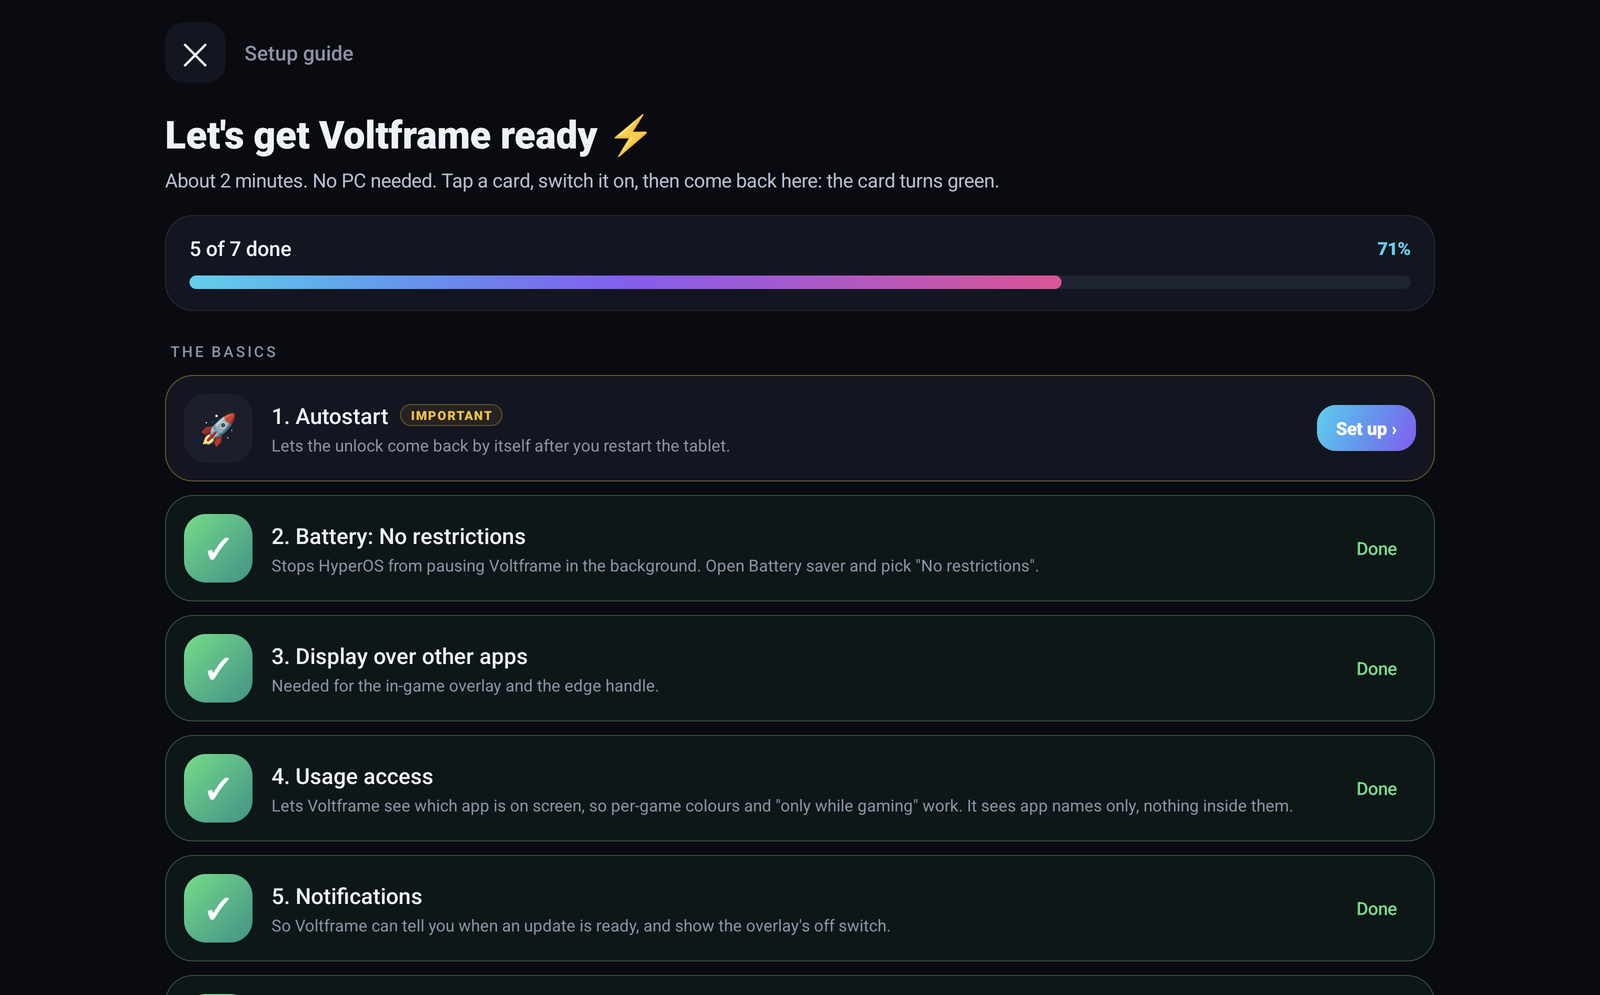 Setup guide
Let's get Voltframe ready ⚡
About 2 minutes. No PC needed. Tap a card, switch it on, then come back here: the card turns green.
5 of 7 done
71%
THE BASICS
1. Autostart
IMPORTANT
Lets the unlock come back by itself after you restart the tablet.
Set up ›
2. Battery: No restrictions
Stops HyperOS from pausing Voltframe in the background. Open Battery saver and pick "No restrictions".
Done
3. Display over other apps
Needed for the in-game overlay and the edge handle.
Done
4. Usage access
Lets Voltframe see which app is on screen, so per-game colours and "only while gaming" work. It sees app names only, nothing inside them.
Done
5. Notifications
So Voltframe can tell you when an update is ready, and show the overlay's off switch.
Done